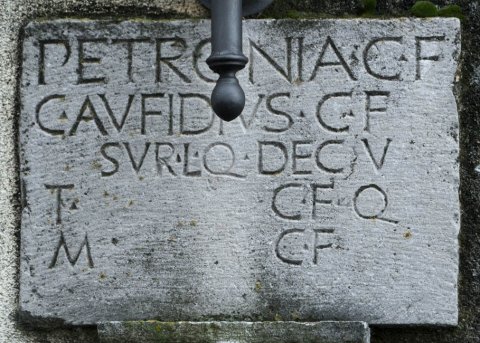 PETRONIA·C·F
C·AVFIDIVS·C·F
SVR·L·Q·DEC·V
T· C·F·Q
M C·F